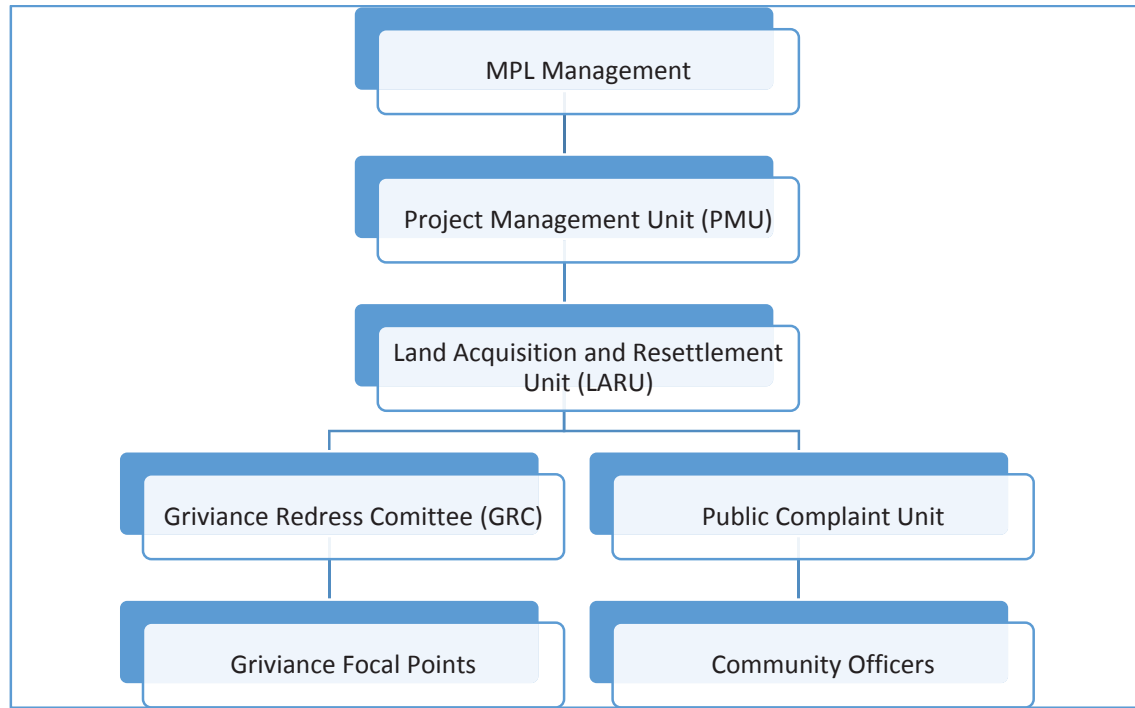 MPL Management
Project Management Unit (PMU)
Land Acquisition and Resettlement
Unit (LARU)
Griviance Redress Comittee (GRC)
Public Complaint Unit
Griviance Focal Points
Community Officers